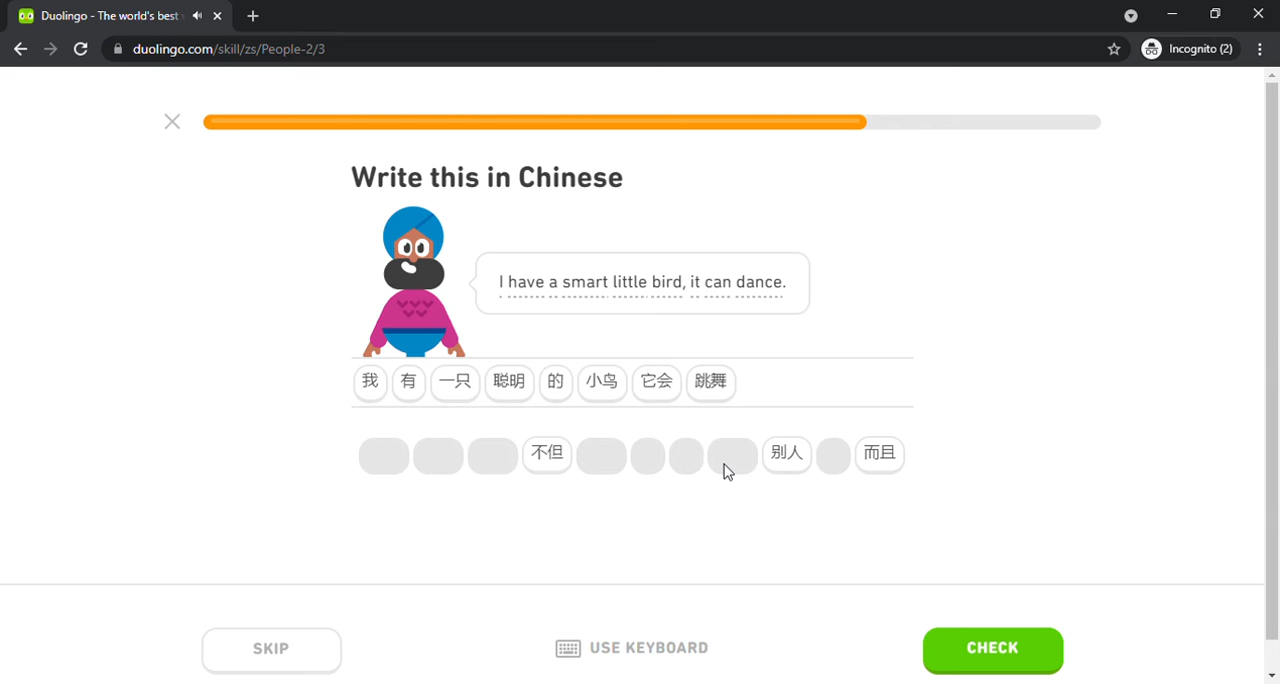 Duolingo - The world's best
duolingo.com/skill/zs/People-2/3
Incognito (2)
Write this in Chinese
I have a smart little bird, it can dance.
我 有 一只 聪明 的 小鸟 它会 跳舞
不但 别人 而且
SKIP
USE KEYBOARD
CHECK